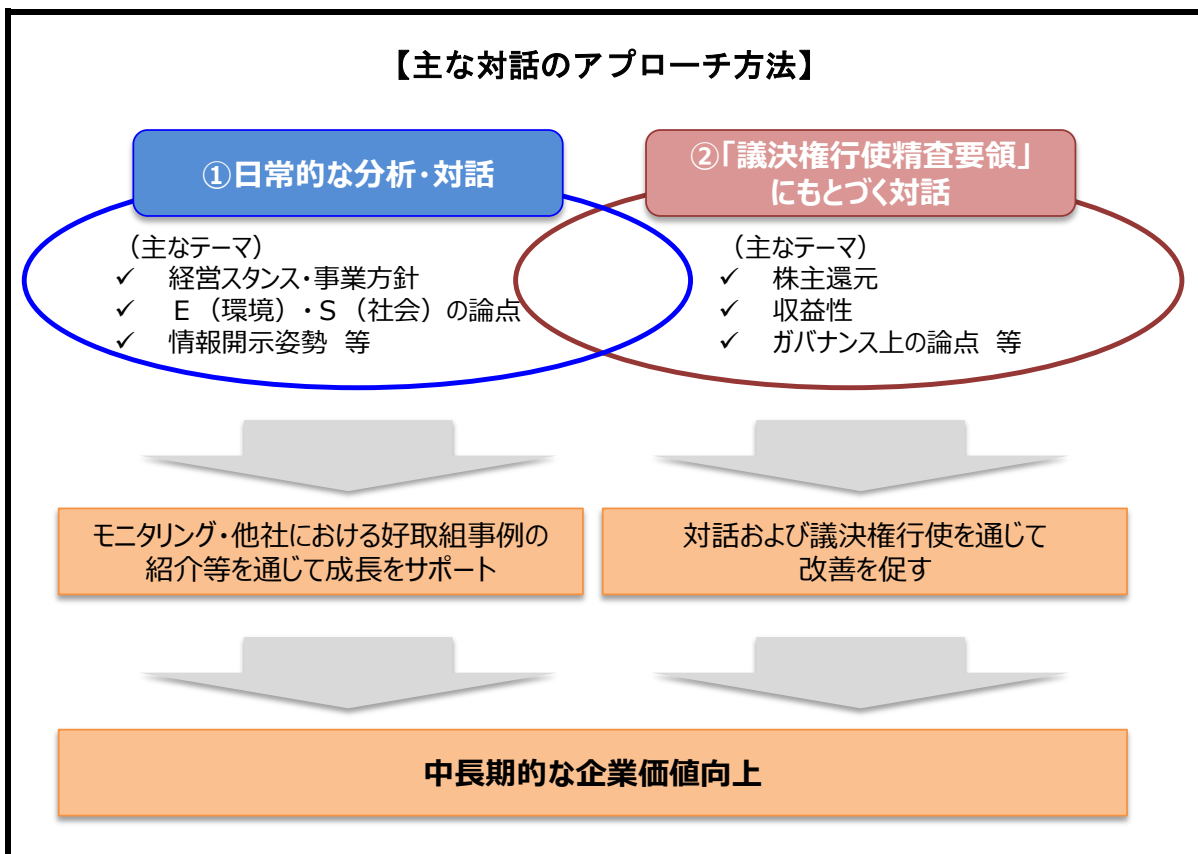 【主な対話のアプローチ方法】
①日常的な分析・対話
（主なテーマ）
✓ 経営スタンス・事業方針
✓ E（環境）・S（社会）の論点
✓ 情報開示姿勢 等
②「議決権行使精査要領」
にもとづく対話
（主なテーマ）
✓ 株主還元
✓ 収益性
✓ ガバナンス上の論点 等
モニタリング・他社における好取組事例の
紹介等を通じて成長をサポート
対話および議決権行使を通じて
改善を促す
中長期的な企業価値向上